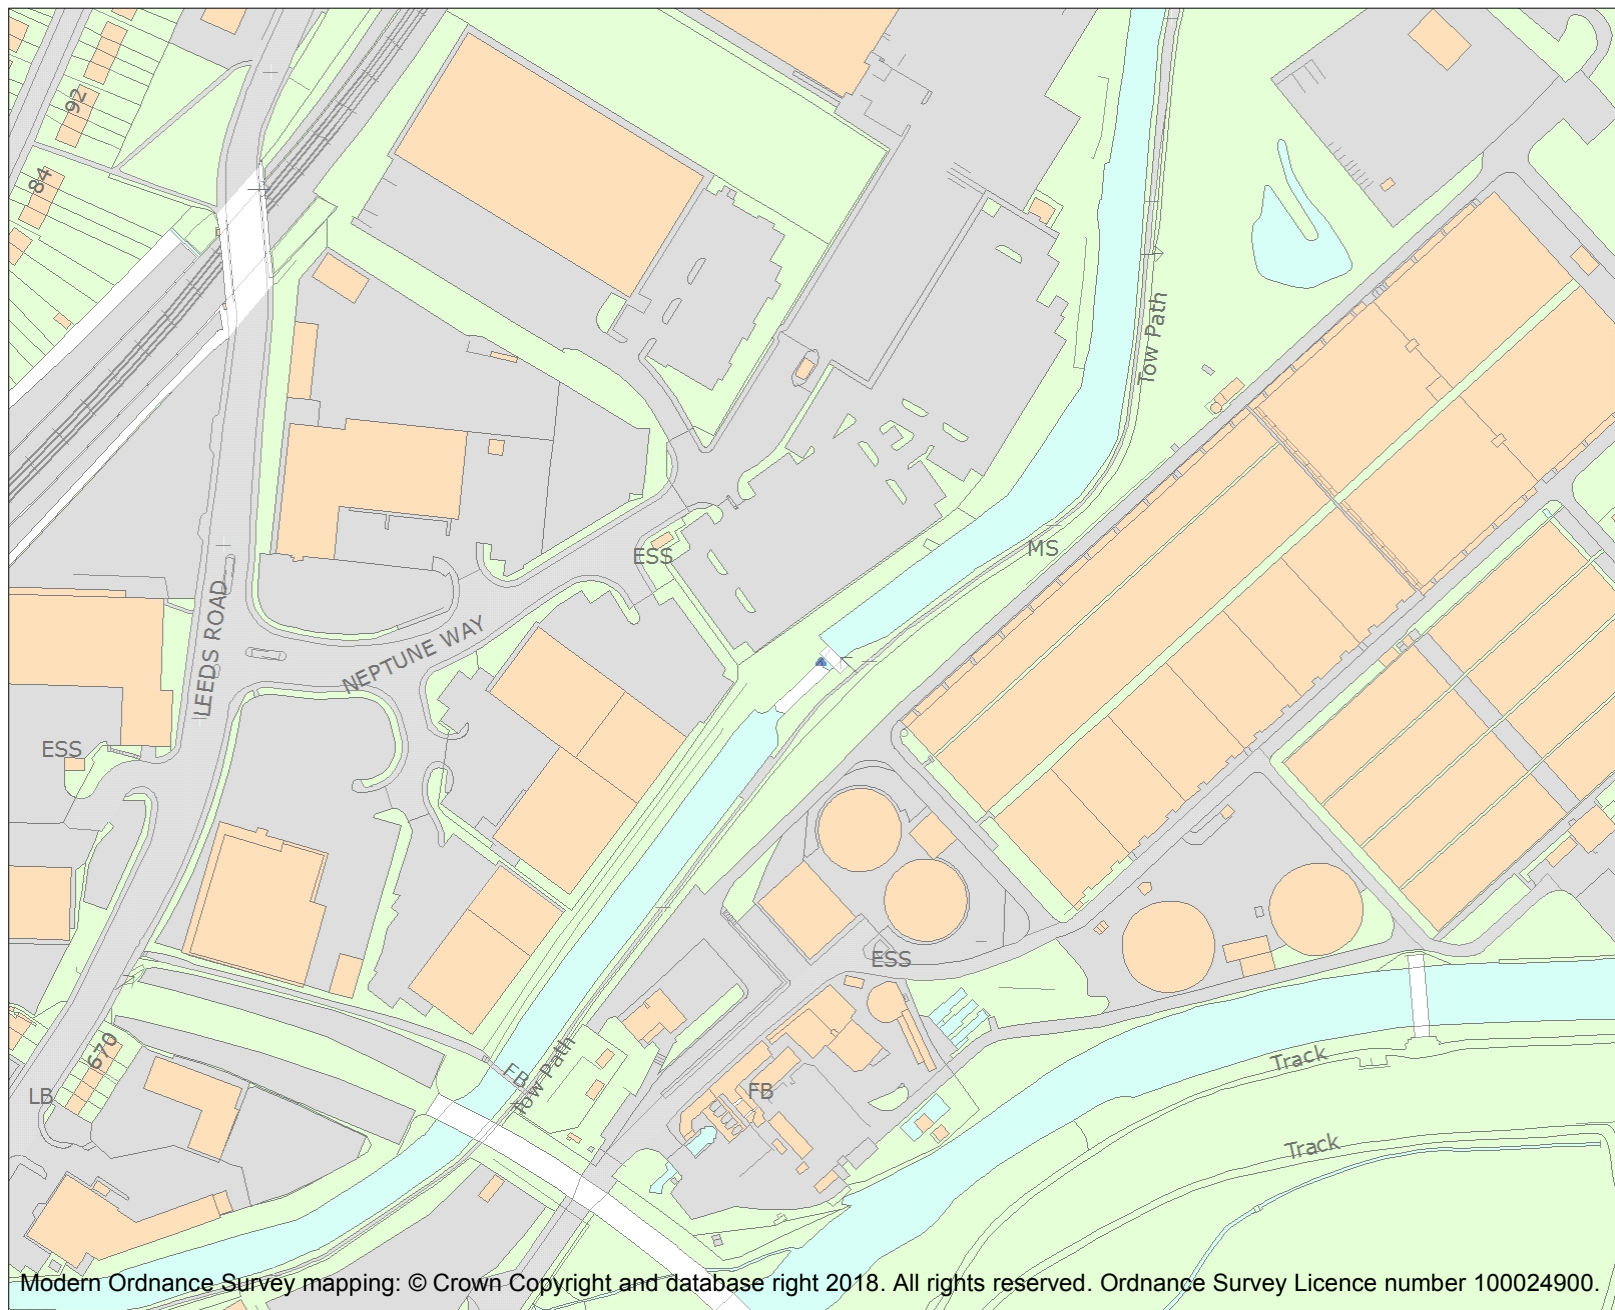 92
84
Tow Path
MS
ESS
LEEDS ROAD
NEPTUNE WAY
ESS
ESS
670
FB
Tow Path
LB
FB
Track
Track
Modern Ordnance Survey mapping: © Crown Copyright and database right 2018. All rights reserved. Ordnance Survey Licence number 100024900.